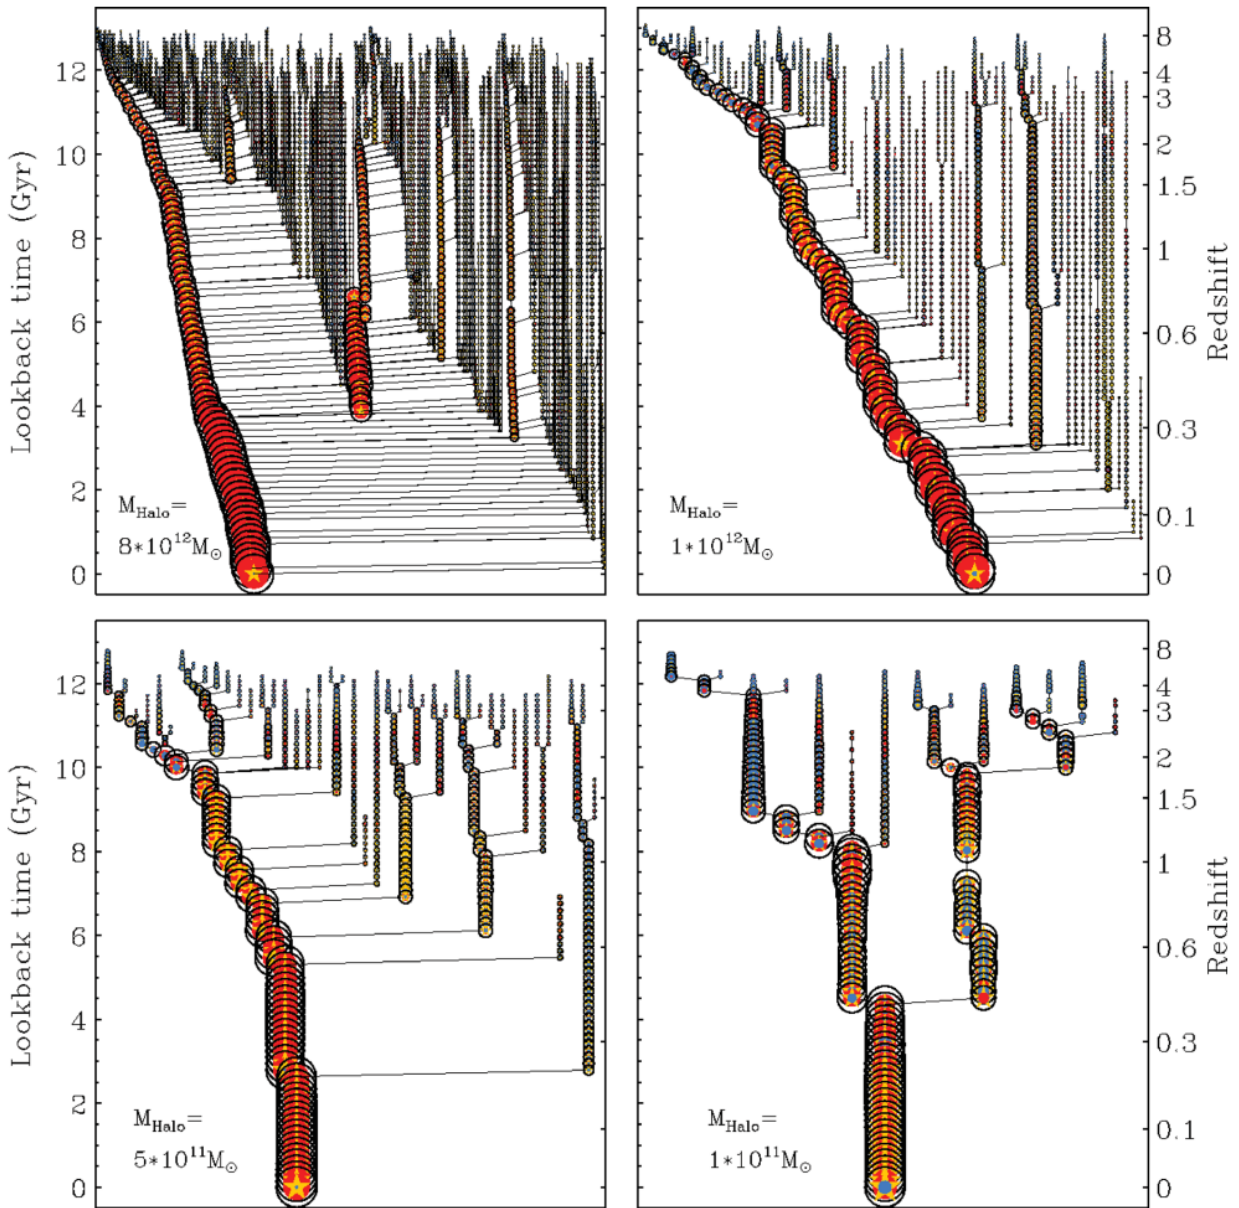 Lookback time (Gyr)
12
10
8
6
4
2
0
M_Halo=
8*10^12M_⊙
M_Halo=
1*10^12M_⊙
8
4
3
2
1.5
1
0.6
0.3
0.1
0
Redshift
Lookback time (Gyr)
12
10
8
6
4
2
0
M_Halo=
5*10^11M_⊙
M_Halo=
1*10^11M_⊙
8
4
3
2
1.5
1
0.6
0.3
0.1
0
Redshift